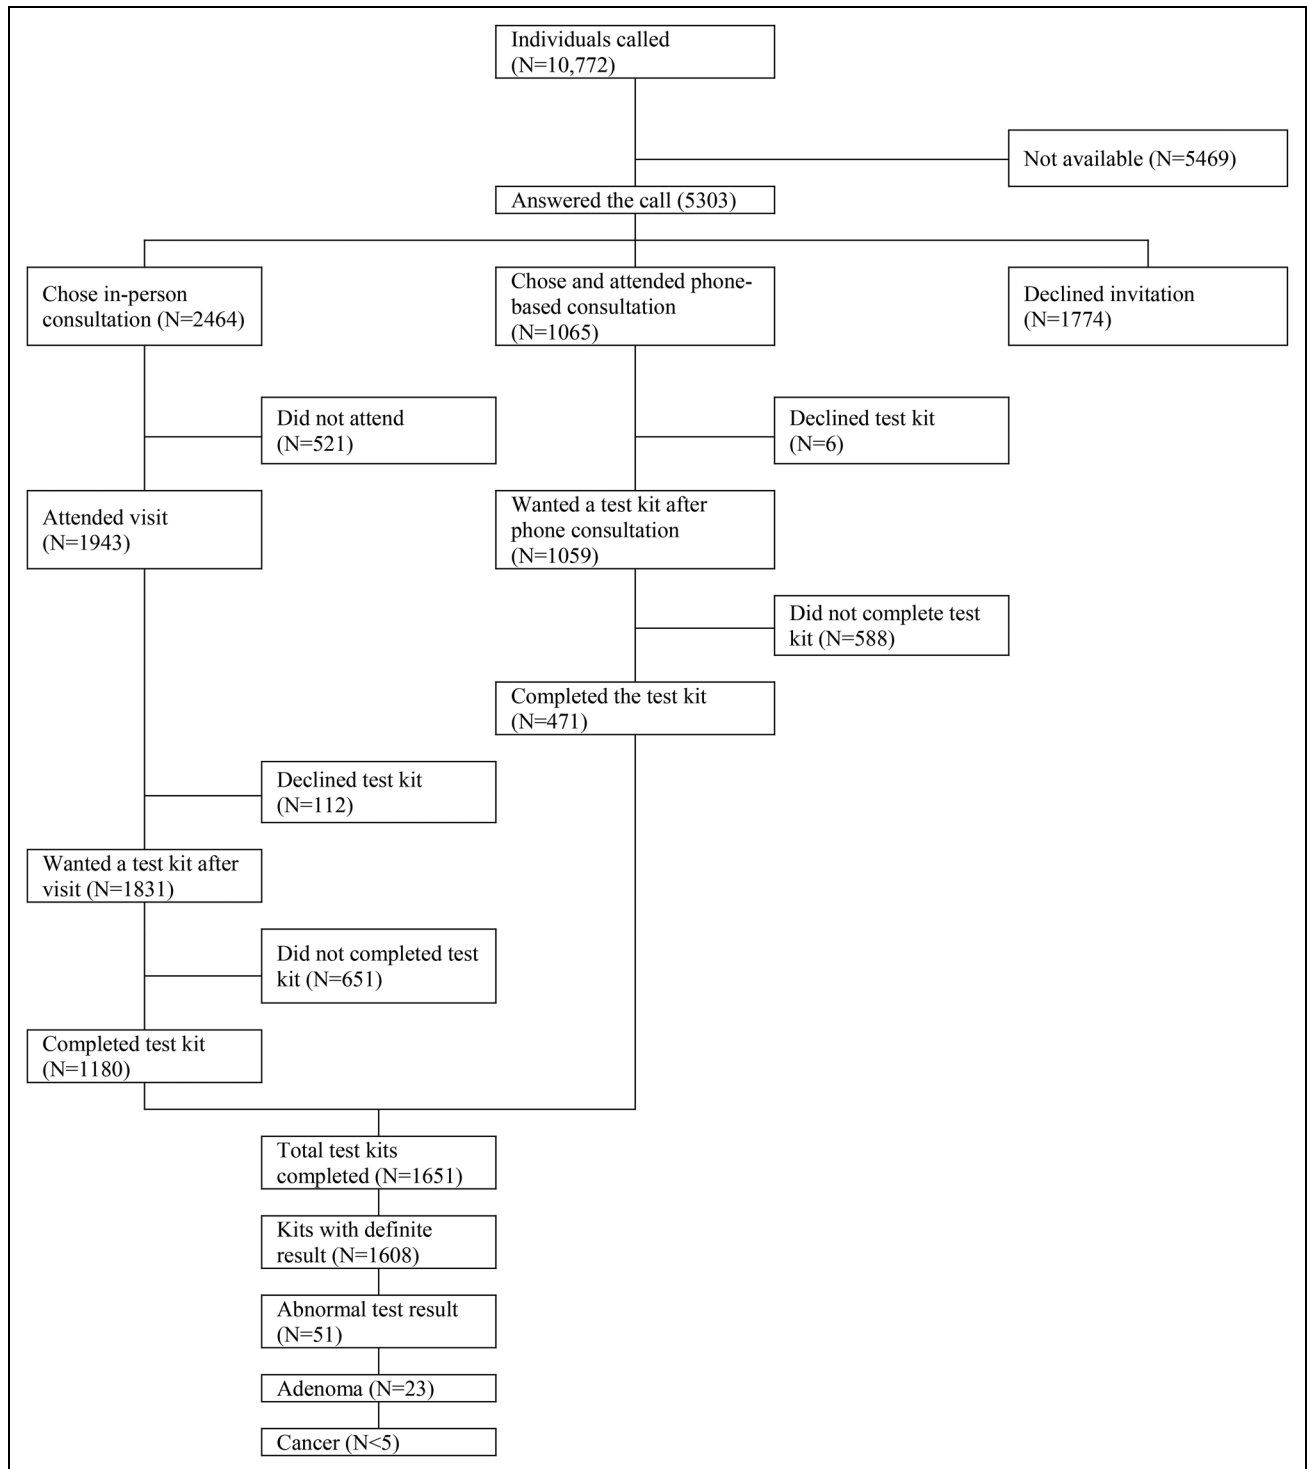 Individuals called
(N=10,772)
Not available (N=5469)
Answered the call (5303)
Chose in-person
consultation (N=2464)
Chose and attended phone-
based consultation
(N=1065)
Declined invitation
(N=1774)
Did not attend
(N=521)
Declined test kit
(N=6)
Attended visit
(N=1943)
Wanted a test kit after
phone consultation
(N=1059)
Did not complete test
kit (N=588)
Completed the test kit
(N=471)
Declined test kit
(N=112)
Wanted a test kit after
visit (N=1831)
Did not completed test
kit (N=651)
Completed test kit
(N=1180)
Total test kits
completed (N=1651)
Kits with definite
result (N=1608)
Abnormal test result
(N=51)
Adenoma (N=23)
Cancer (N<5)